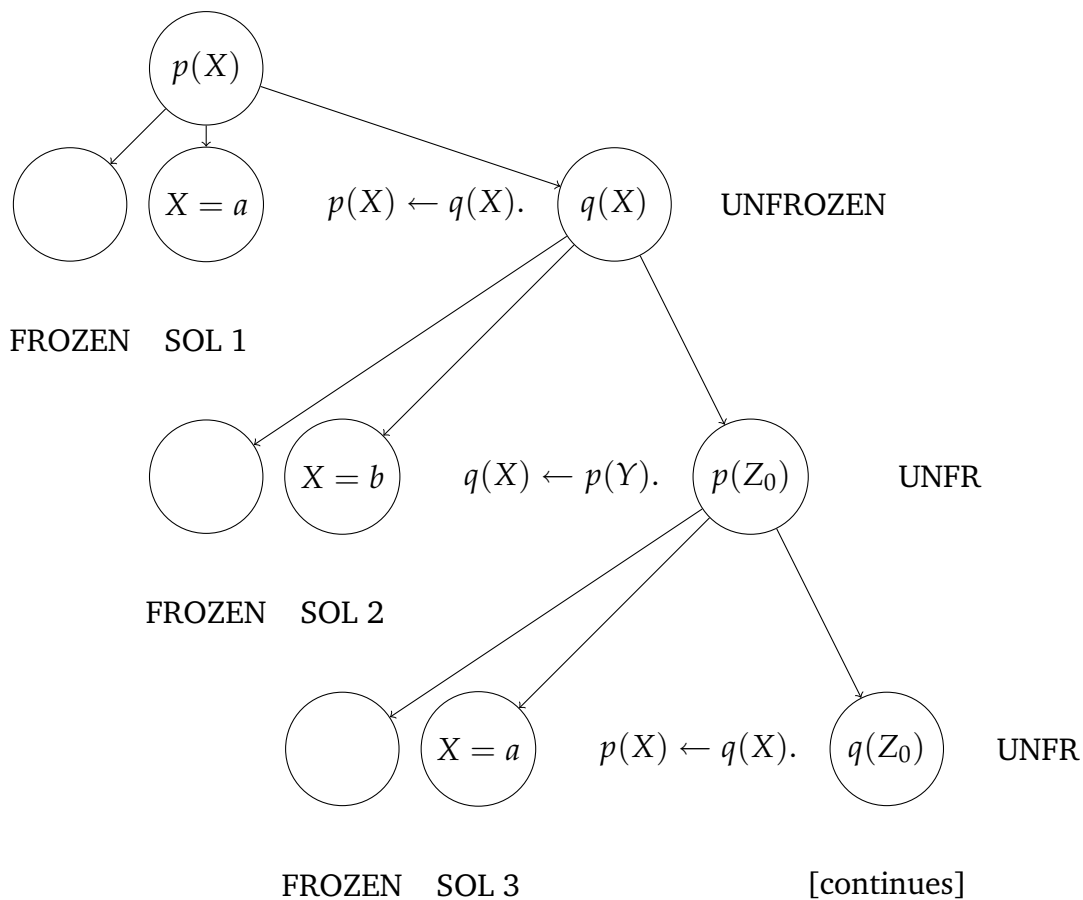 p(X)
X = a
p(X) ← q(X).
q(X)
UNFROZEN
FROZEN SOL 1
X = b
q(X) ← p(Y).
p(Z₀)
UNFR
FROZEN SOL 2
X = a
p(X) ← q(X).
q(Z₀)
UNFR
FROZEN SOL 3
[continues]